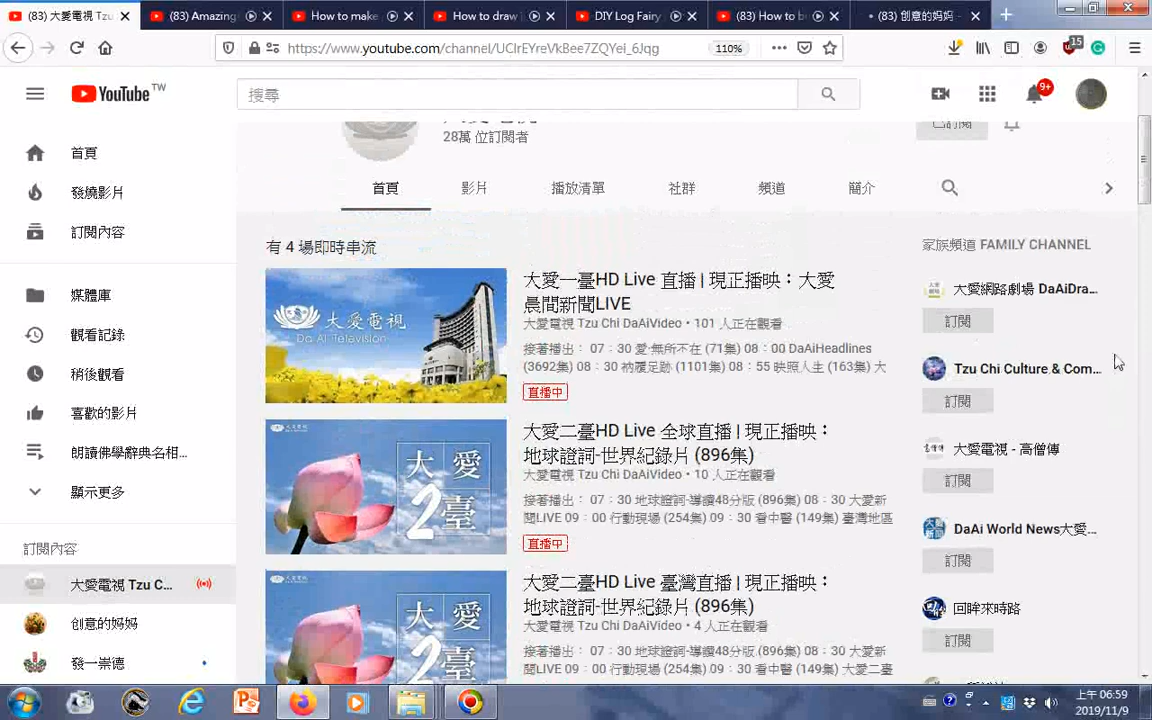 (83) 大愛電視 Tz
(83) Amazing
How to make
How to draw
DIY Log Fairy
(83) How to b
(83) 创意的妈妈
https://www.youtube.com/channel/UCIrEYreVkBee7ZQYei_6Jqg
110%
15
YouTube TW
搜尋
9+
28萬 位訂閱者
已訂閱
首頁
影片
播放清單
社群
頻道
簡介
首頁
發燒影片
訂閱內容
媒體庫
觀看記錄
稍後觀看
喜歡的影片
朗讀佛學辭典名相...
顯示更多
訂閱內容
大愛電視 Tzu C...
创意的妈妈
發一崇德
有 4 場即時串流
大愛電視
Da Ai Television
大愛一臺HD Live 直播 | 現正播映：大愛
晨間新聞LIVE
大愛電視 Tzu Chi DaAiVideo • 101 人正在觀看
接著播出： 07：30 愛‧無所不在 (71集) 08：00 DaAiHeadlines
(3692集) 08：30 衲履足跡 (1101集) 08：55 映照人生 (163集) 大
直播中
大愛
2臺
大愛二臺HD Live 全球直播 | 現正播映：
地球證詞-世界紀錄片 (896集)
大愛電視 Tzu Chi DaAiVideo • 10 人正在觀看
接著播出： 07：30 地球證詞-導讀48分版 (896集) 08：30 大愛新
聞LIVE 09：00 行動現場 (254集) 09：30 看中醫 (149集) 臺灣地區
直播中
大愛
2臺
大愛二臺HD Live 臺灣直播 | 現正播映：
地球證詞-世界紀錄片 (896集)
大愛電視 Tzu Chi DaAiVideo • 4 人正在觀看
接著播出： 07：30 地球證詞-導讀48分版 (896集) 08：30 大愛新
聞LIVE 09：00 行動現場 (254集) 09：30 看中醫 (149集) 大愛二臺
家族頻道 FAMILY CHANNEL
大愛網路劇場 DaAiDra...
訂閱
Tzu Chi Culture & Com...
訂閱
大愛電視 - 高僧傳
訂閱
DaAi World News大愛...
訂閱
回眸來時路
訂閱
上午 06:59
2019/11/9